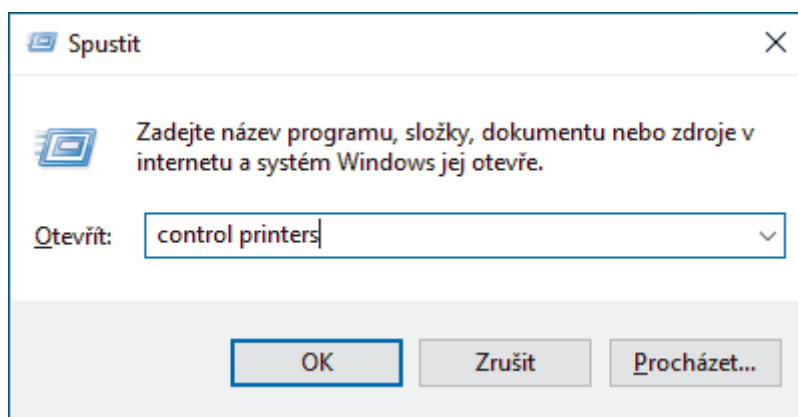 Spustit
Zadejte název programu, složky, dokumentu nebo zdroje v
internetu a systém Windows jej otevře.
Otevřít: control printers
OK Zrušit Procházet...